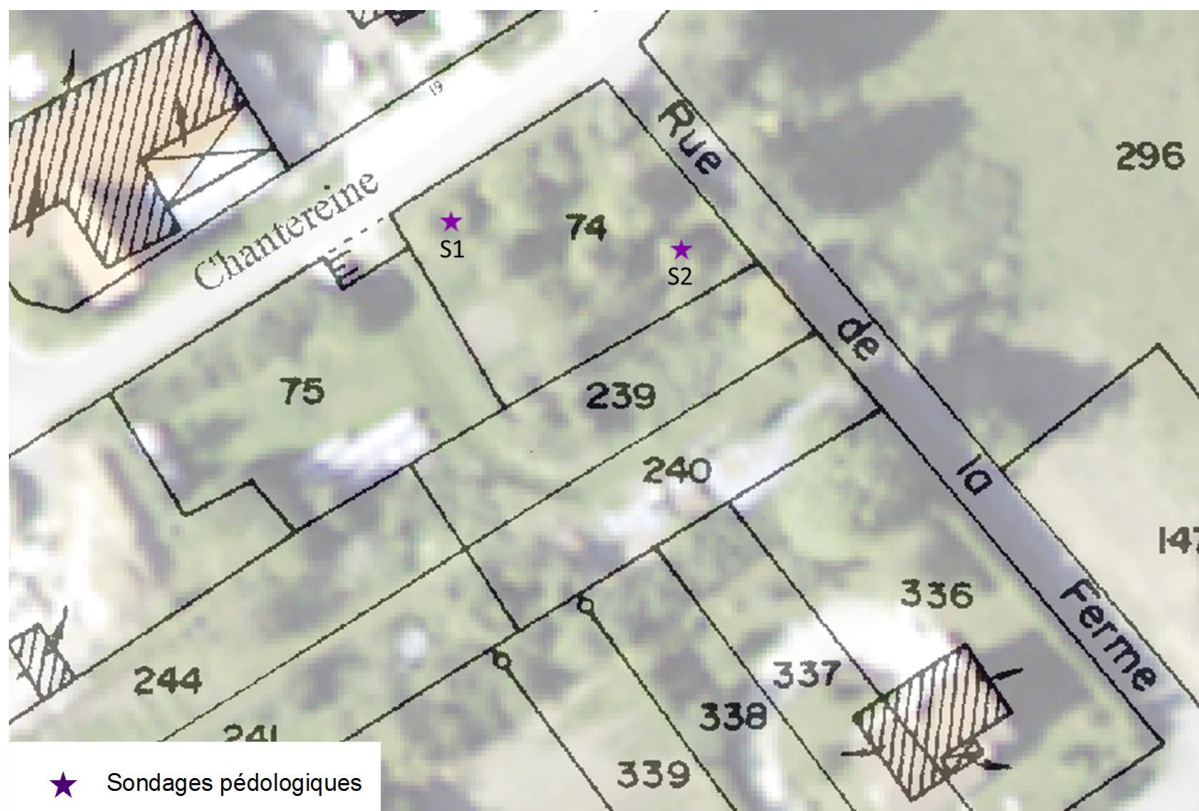 19
Rue
296
Chantereine
S1
74
S2
de
75
239
240
la
147
336
Ferme
244
337
241
338
339
Sondages pédologiques